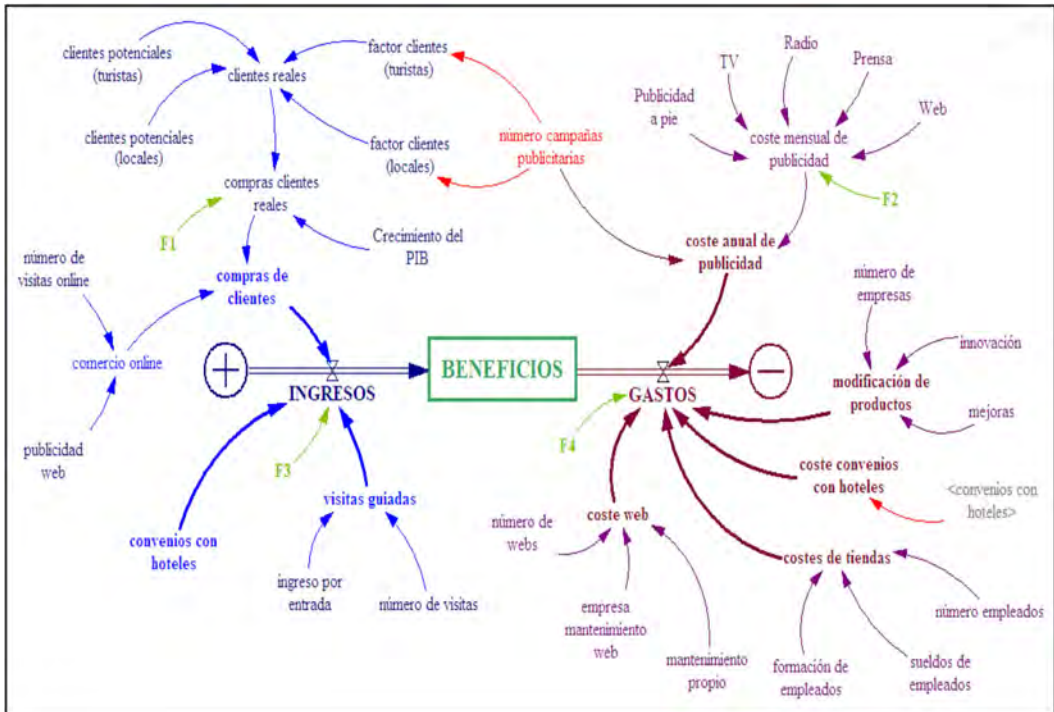 clientes potenciales
(turistas)
factor clientes
(turistas)
clientes reales
clientes potenciales
(locales)
factor clientes
(locales)
número campañas
publicitarias
TV
Radio
Prensa
Publicidad
a pie
Web
coste mensual de
publicidad
F2
compras clientes
reales
F1
Crecimiento del
PIB
coste anual de
publicidad
número de
visitas online
compras de
clientes
comercio online
publicidad
web
número de
empresas
innovación
modificación de
productos
mejoras
+
INGRESOS
BENEFICIOS
GASTOS
-
F3
F4
visitas guiadas
convenios con
hoteles
ingreso por
entrada
número de visitas
coste convenios
con hoteles
<convenios con
hoteles>
número de
webs
coste web
costes de tiendas
empresa
mantenimiento
web
mantenimiento
propio
formación de
empleados
sueldos de
empleados
número empleados